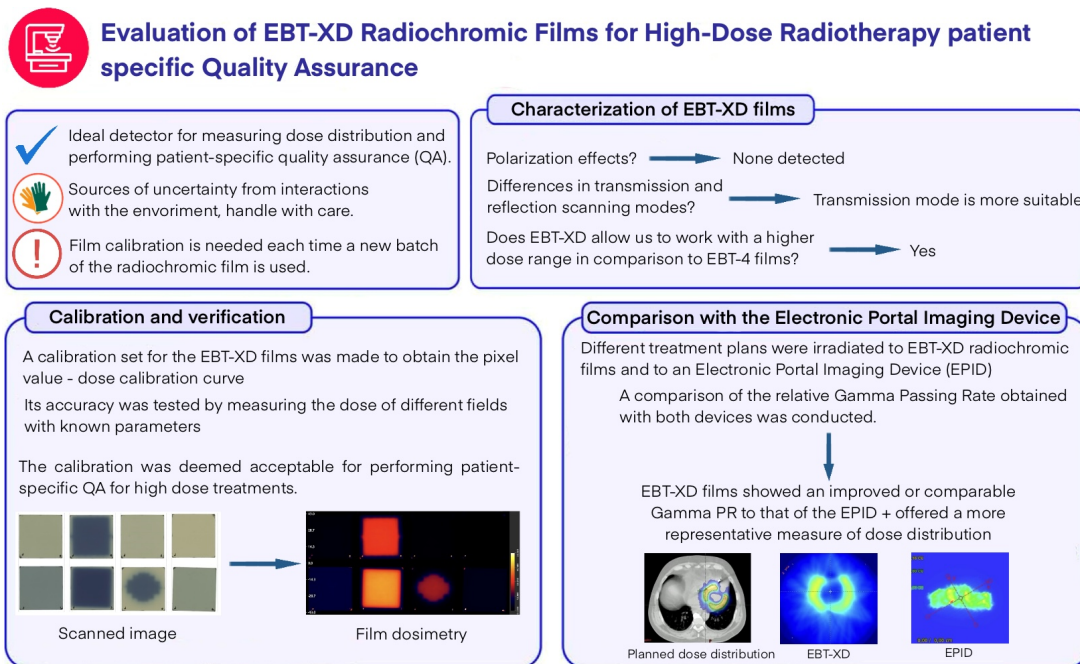 Evaluation of EBT-XD Radiochromic Films for High-Dose Radiotherapy patient
specific Quality Assurance
Ideal detector for measuring dose distribution and
performing patient-specific quality assurance (QA).
Sources of uncertainty from interactions
with the envoriment, handle with care.
Film calibration is needed each time a new batch
of the radiochromic film is used.
Characterization of EBT-XD films
Polarization effects?
None detected
Differences in transmission and
reflection scanning modes?
Transmission mode is more suitable
Does EBT-XD allow us to work with a higher
dose range in comparison to EBT-4 films?
Yes
Calibration and verification
A calibration set for the EBT-XD films was made to obtain the pixel
value - dose calibration curve
Its accuracy was tested by measuring the dose of different fields
with known parameters
The calibration was deemed acceptable for performing patient-
specific QA for high dose treatments.
Scanned image
Film dosimetry
Comparison with the Electronic Portal Imaging Device
Different treatment plans were irradiated to EBT-XD radiochromic
films and to an Electronic Portal Imaging Device (EPID)
A comparison of the relative Gamma Passing Rate obtained
with both devices was conducted.
EBT-XD films showed an improved or comparable
Gamma PR to that of the EPID + offered a more
representative measure of dose distribution
Planned dose distribution
EBT-XD
EPID